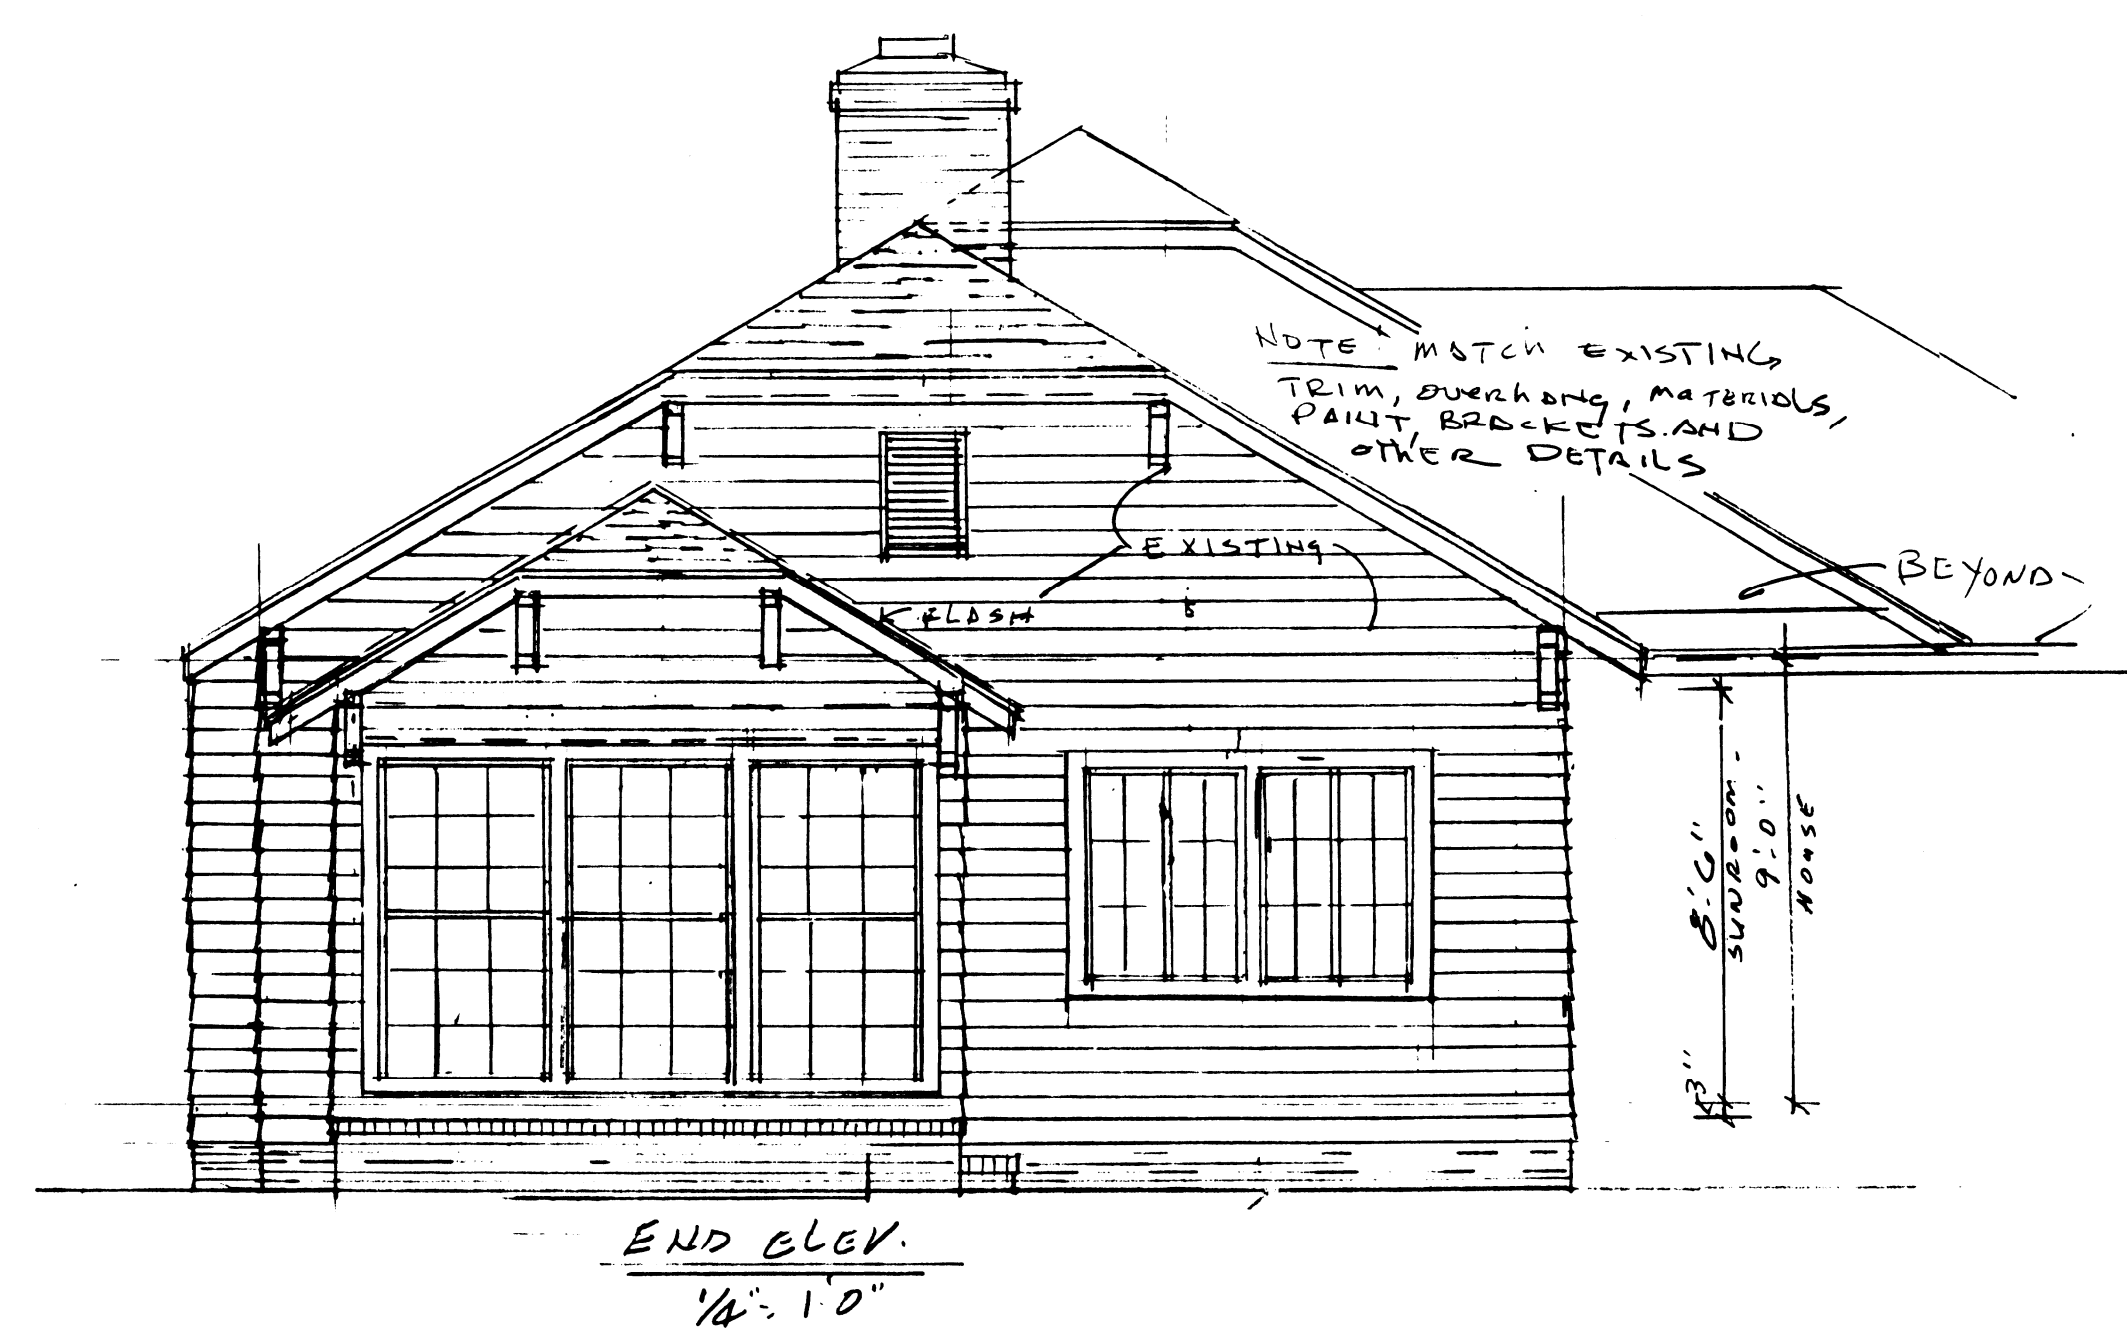 NOTE: MATCH EXISTING
TRIM, OVERHANG, MATERIALS,
PAINT, BRACKETS AND
OTHER DETAILS
EXISTING
BEYOND
FLASH
8'-6"
SUNROOM
9'-0"
HOUSE
3"
END ELEV.
1/4" = 1'0"